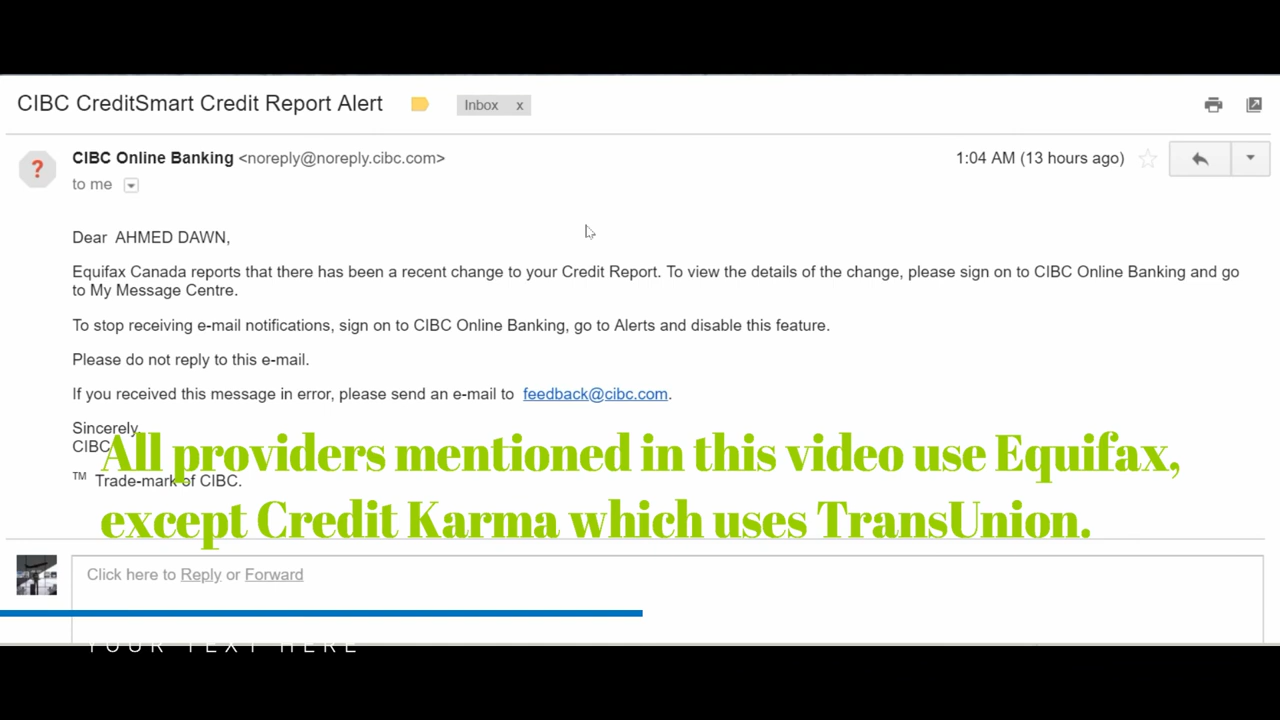 CIBC CreditSmart Credit Report Alert Inbox x
? CIBC Online Banking <noreply@noreply.cibc.com> 1:04 AM (13 hours ago)
to me
Dear AHMED DAWN,
Equifax Canada reports that there has been a recent change to your Credit Report. To view the details of the change, please sign on to CIBC Online Banking and go
to My Message Centre.
To stop receiving e-mail notifications, sign on to CIBC Online Banking, go to Alerts and disable this feature.
Please do not reply to this e-mail.
If you received this message in error, please send an e-mail to feedback@cibc.com.
Sincerely,
CIBC
TM Trade-mark of CIBC.
All providers mentioned in this video use Equifax,
except Credit Karma which uses TransUnion.
Click here to Reply or Forward
YOUR TEXT HERE